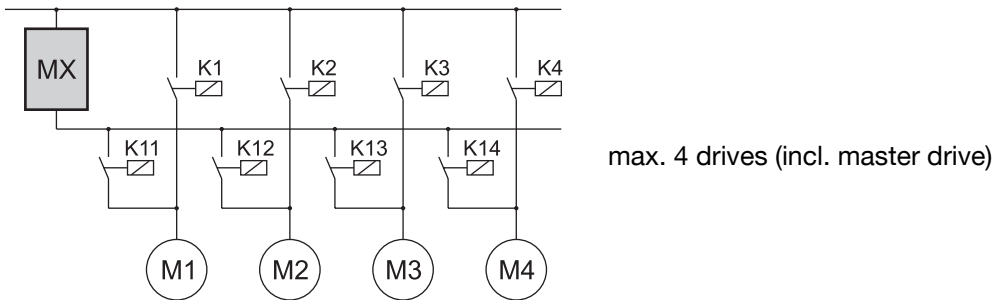 MX K1 K2 K3 K4
K11 K12 K13 K14
max. 4 drives (incl. master drive)
M1 M2 M3 M4